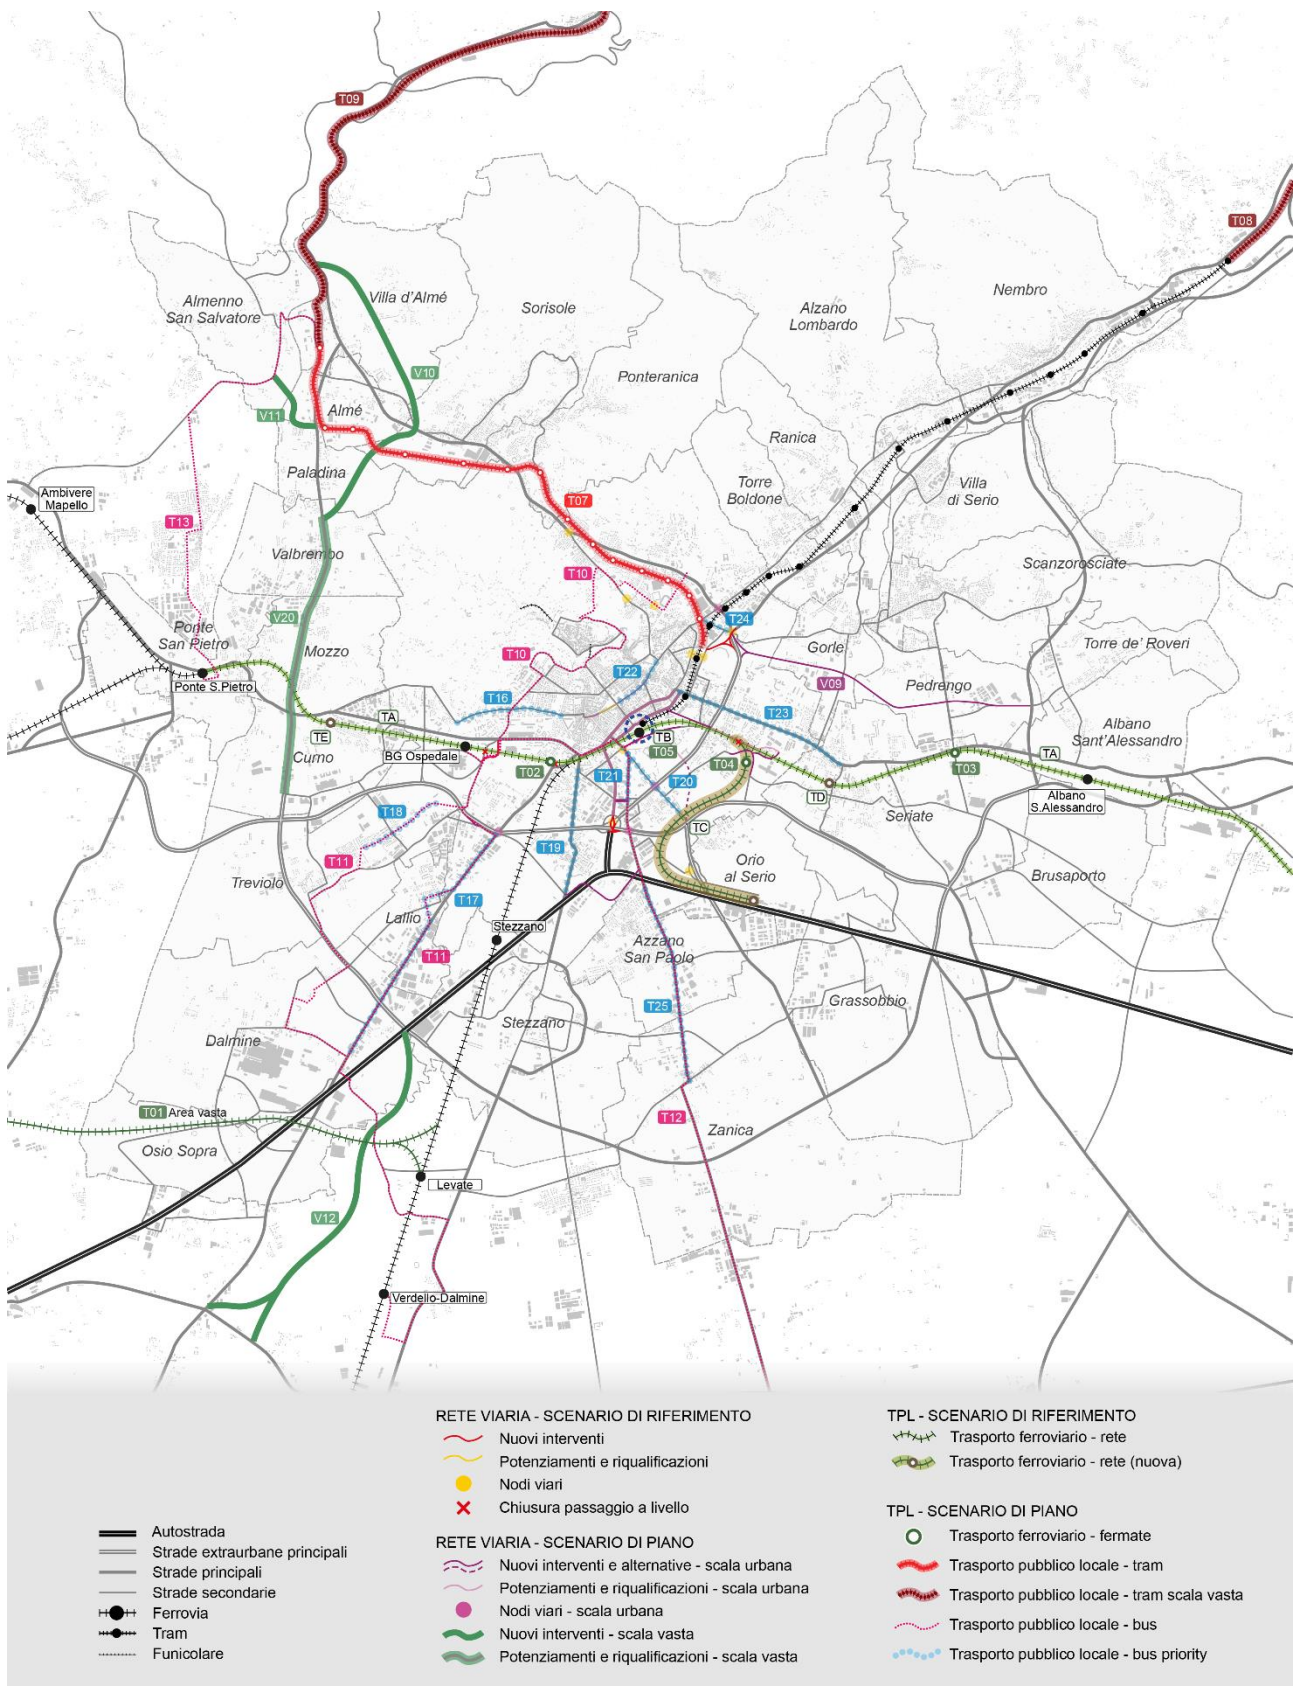 T09
T08
Villa d'Almé
Almenno
San Salvatore
Sorisole
Nembro
Alzano
Lombardo
V10
Ponteranica
V11
Almé
Ranica
Paladina
Torre
Boldone
Villa
di Serio
Ambivere
Mapello
T07
T13
Valbrembo
Scanzorosciate
T10
V20
T24
Ponte
San Pietro
Mozzo
Gorle
Torre de' Roveri
T10
T22
Ponte S.Pietro
V09
Pedrengo
T16
T23
TA
TE
TB
Albano
Sant'Alessandro
Curno
BG Ospedale
T05
TA
T02
T04
T03
T21
T20
TD
Albano
S.Alessandro
T18
TC
Seriate
T19
T11
Orio
al Serio
Treviolo
Brusaporto
T17
Lallio
Stezzano
Azzano
San Paolo
T11
T25
Grassobbio
Stezzano
Dalmine
T01 Area vasta
T12
Zanica
Osio Sopra
Levate
V12
Verdello-Dalmine
Autostrada
Strade extraurbane principali
Strade principali
Strade secondarie
Ferrovia
Tram
Funicolare
RETE VIARIA - SCENARIO DI RIFERIMENTO
Nuovi interventi
Potenziamenti e riqualificazioni
Nodi viari
Chiusura passaggio a livello
RETE VIARIA - SCENARIO DI PIANO
Nuovi interventi e alternative - scala urbana
Potenziamenti e riqualificazioni - scala urbana
Nodi viari - scala urbana
Nuovi interventi - scala vasta
Potenziamenti e riqualificazioni - scala vasta
TPL - SCENARIO DI RIFERIMENTO
Trasporto ferroviario - rete
Trasporto ferroviario - rete (nuova)
TPL - SCENARIO DI PIANO
Trasporto ferroviario - fermate
Trasporto pubblico locale - tram
Trasporto pubblico locale - tram scala vasta
Trasporto pubblico locale - bus
Trasporto pubblico locale - bus priority